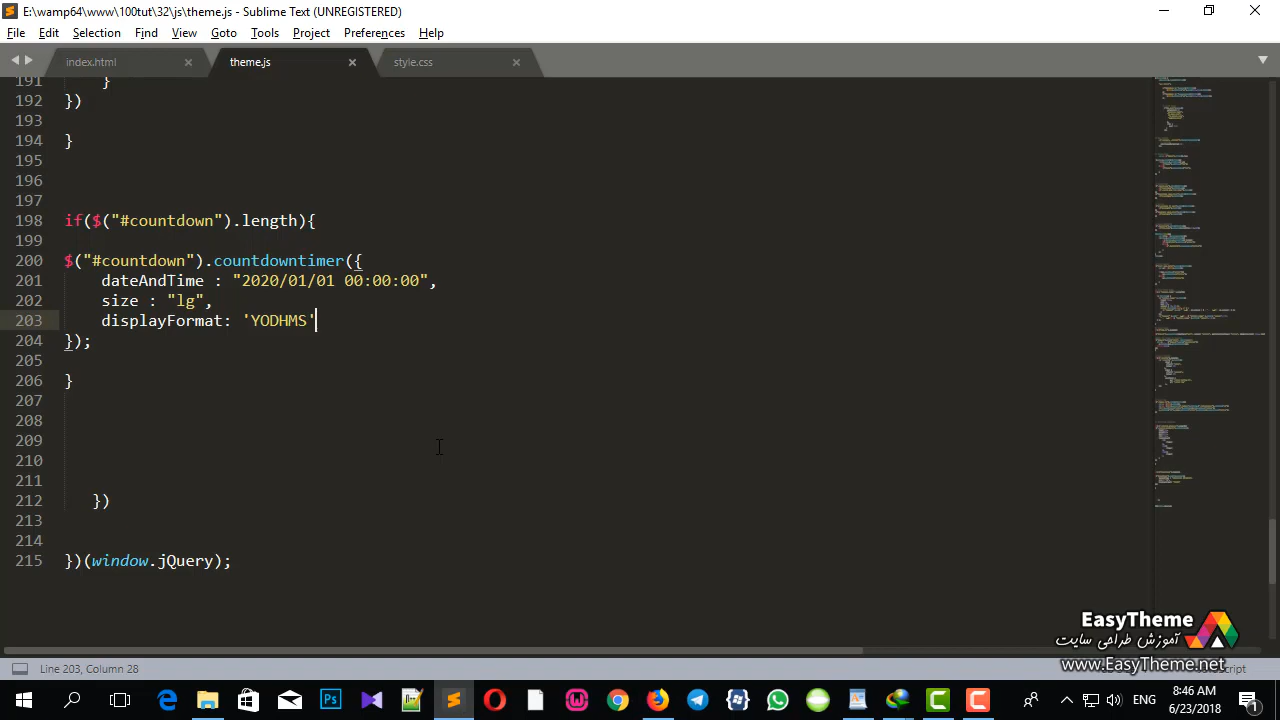 E:\wamp64\www\100tut\32\js\theme.js - Sublime Text (UNREGISTERED)
File Edit Selection Find View Goto Tools Project Preferences Help
index.html theme.js style.css
191 }
192 })
193
194 }
195
196
197
198 if($("#countdown").length){
199
200 $("#countdown").countdowntimer({
201 dateAndTime : "2020/01/01 00:00:00",
202 size : "lg",
203 displayFormat: 'YODHMS'
204 });
205
206 }
207
208
209
210
211
212 })
213
214
215 })(window.jQuery);
EasyTheme
آموزش طراحی سایت
www.EasyTheme.net
Line 203, Column 28
ENG
8:46 AM
6/23/2018